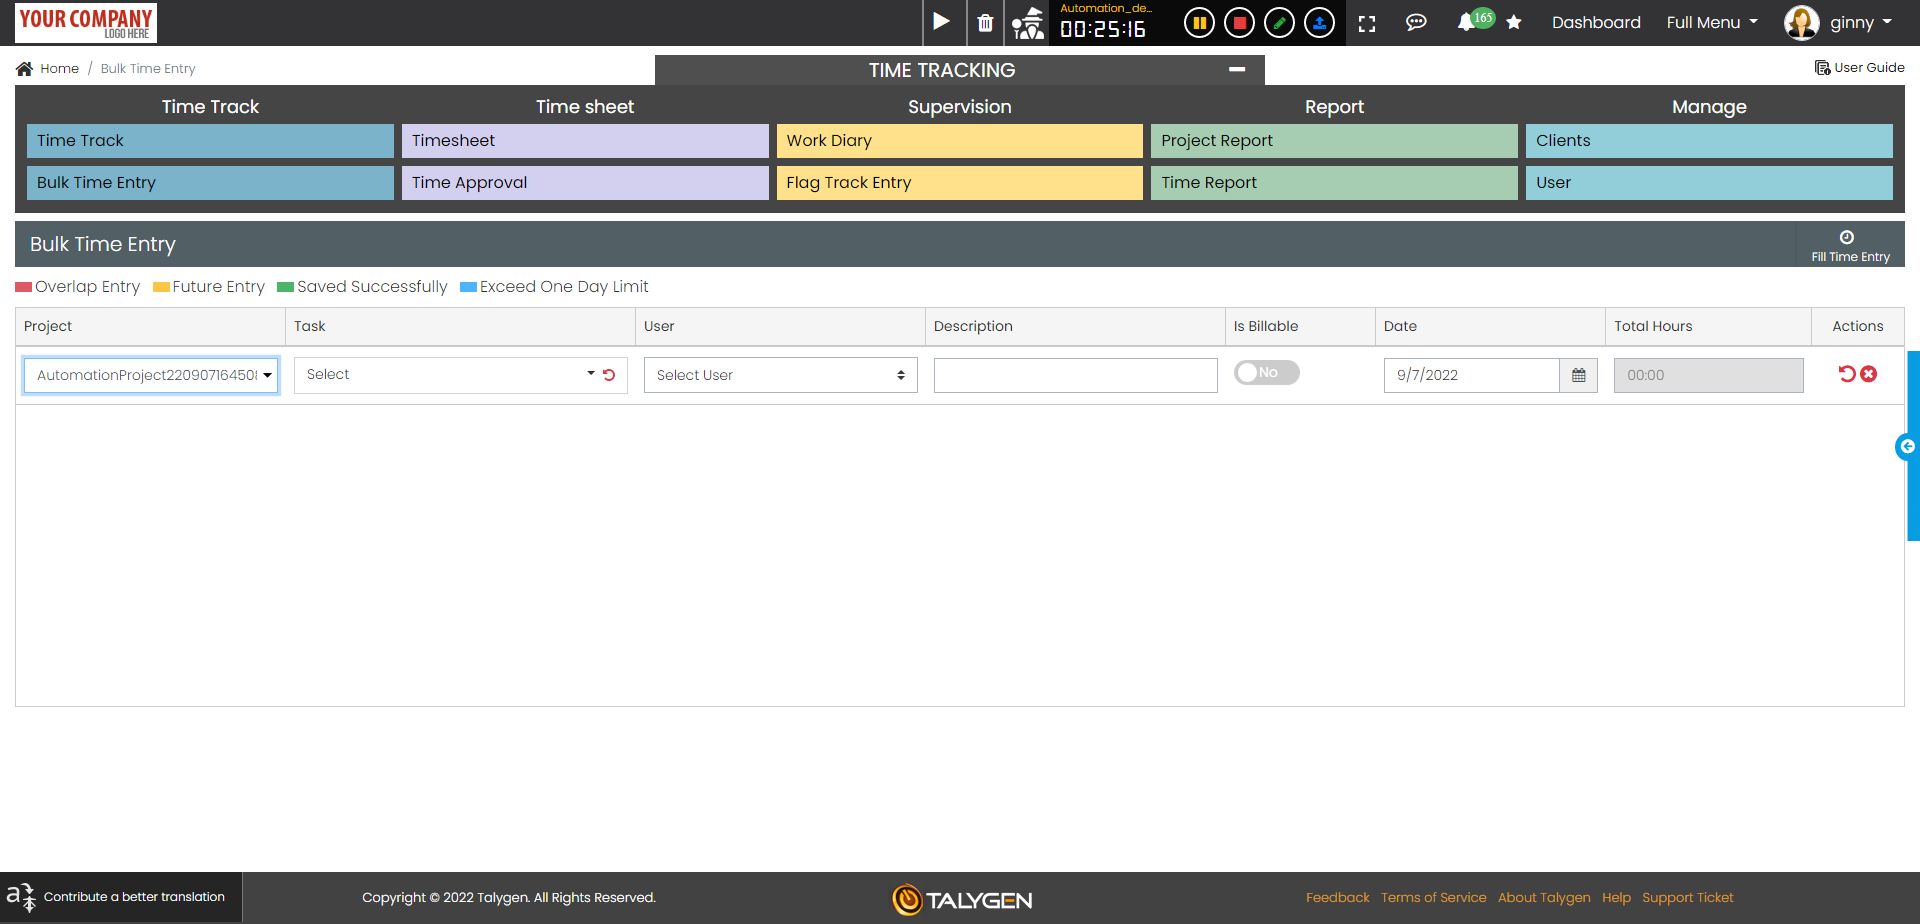 YOUR COMPANY
LOGO HERE
Automation_de...
00:25:16
165
Dashboard
Full Menu
ginny
Home / Bulk Time Entry
TIME TRACKING
User Guide
Time Track
Time sheet
Supervision
Report
Manage
Time Track
Timesheet
Work Diary
Project Report
Clients
Bulk Time Entry
Time Approval
Flag Track Entry
Time Report
User
Bulk Time Entry
Fill Time Entry
Overlap Entry
Future Entry
Saved Successfully
Exceed One Day Limit
Project
Task
User
Description
Is Billable
Date
Total Hours
Actions
AutomationProject2209071645
Select
Select User
No
9/7/2022
00:00
a
Contribute a better translation
Copyright © 2022 Talygen. All Rights Reserved.
TALYGEN
Feedback
Terms of Service
About Talygen
Help
Support Ticket